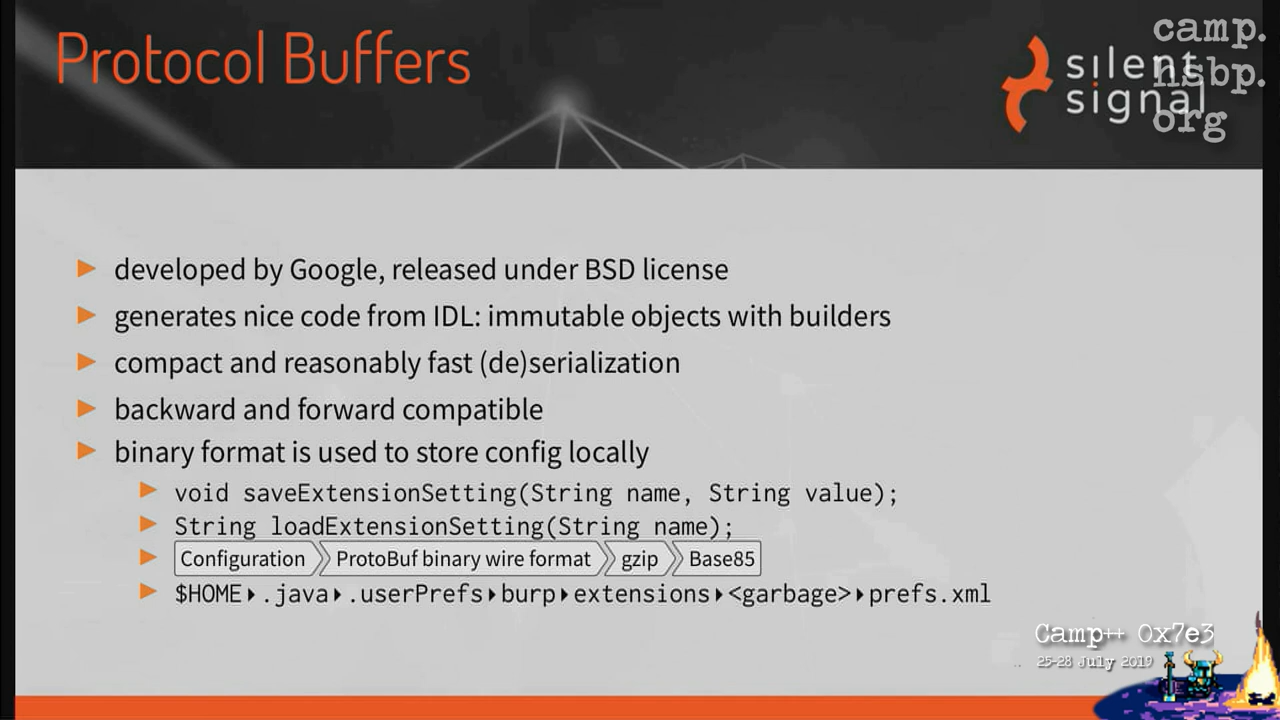 Protocol Buffers
silent
signal
camp.
hsbp.
org
developed by Google, released under BSD license
generates nice code from IDL: immutable objects with builders
compact and reasonably fast (de)serialization
backward and forward compatible
binary format is used to store config locally
void saveExtensionSetting(String name, String value);
String loadExtensionSetting(String name);
Configuration ProtoBuf binary wire format gzip Base85
$HOME▸.java▸.userPrefs▸burp▸extensions▸<garbage>▸prefs.xml
Camp++ 0x7e3
25-28 July 2019